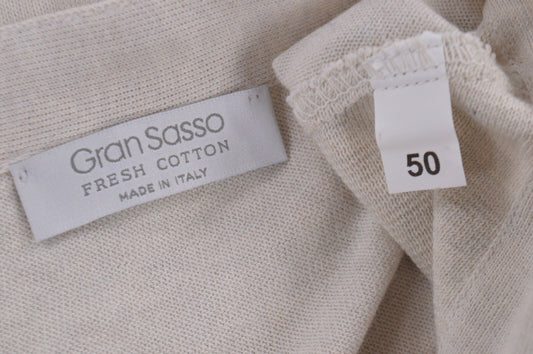 Gran Sasso
FRESH COTTON
MADE IN ITALY
50